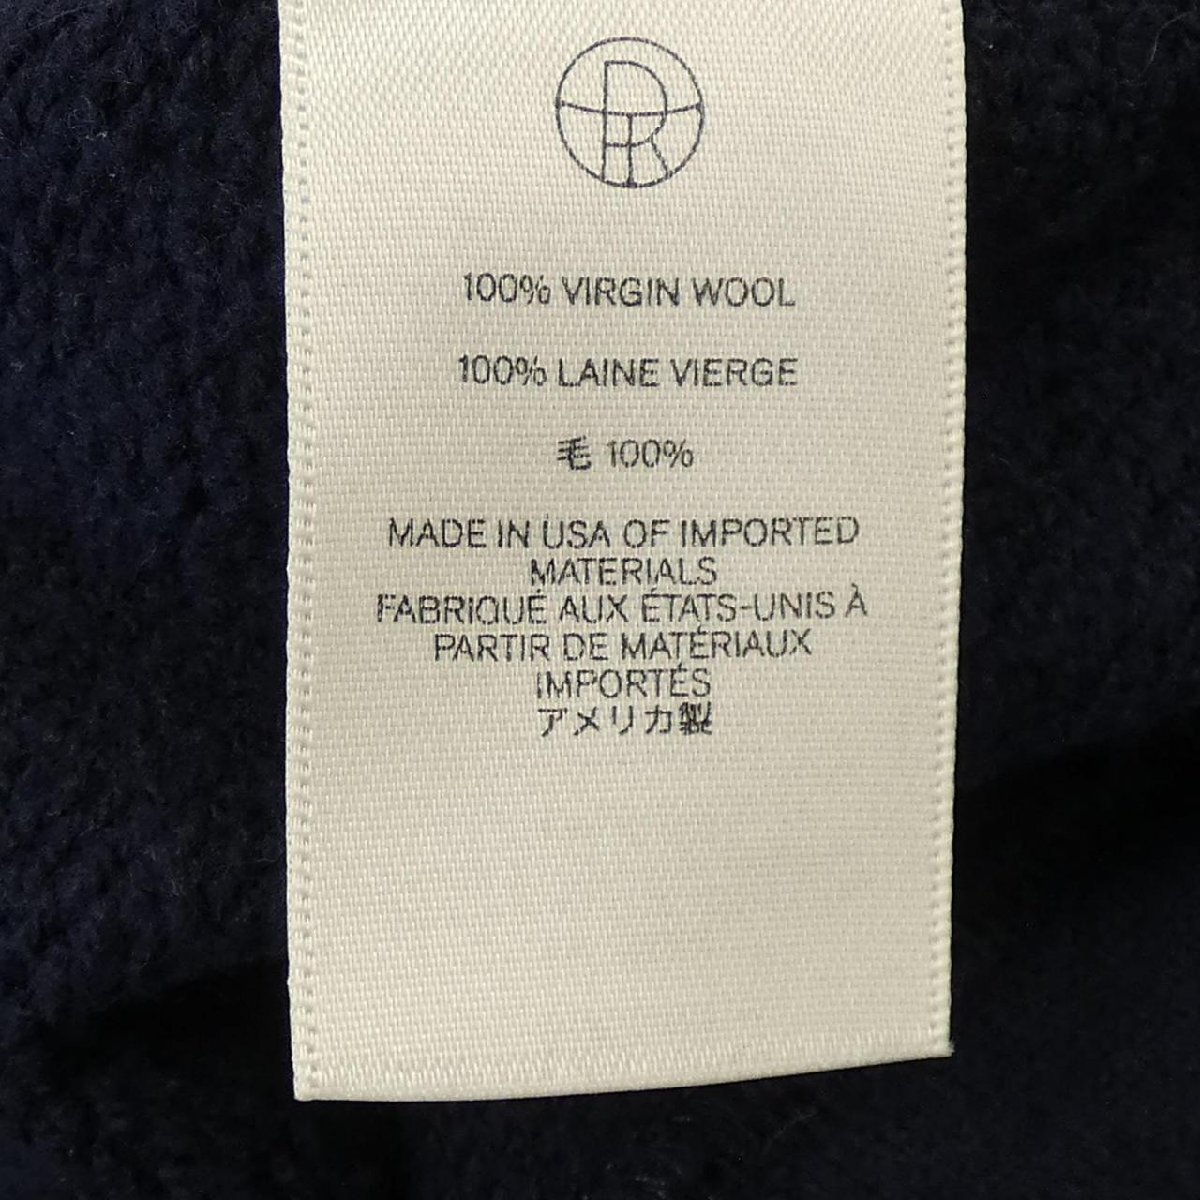 100% VIRGIN WOOL
100% LAINE VIERGE
毛 100%
MADE IN USA OF IMPORTED
MATERIALS
FABRIQUÉ AUX ÉTATS-UNIS À
PARTIR DE MATÉRIAUX
IMPORTÉS
アメリカ製